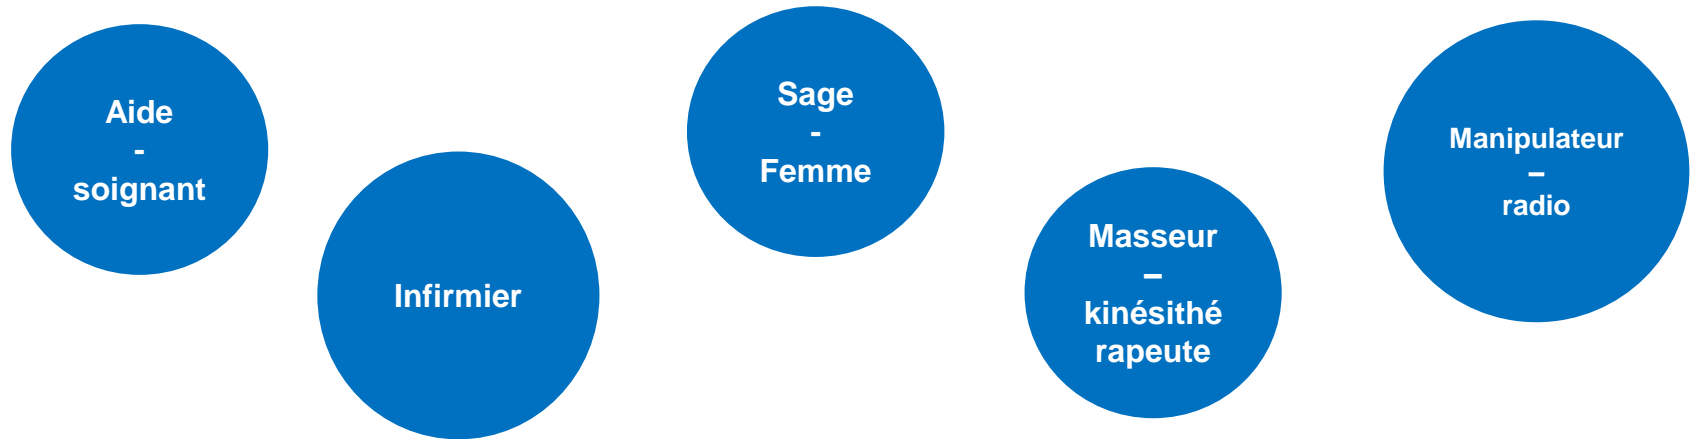 Aide
-
soignant
Infirmier
Sage
-
Femme
Masseur
–
kinésithé
rapeute
Manipulateur
–
radio